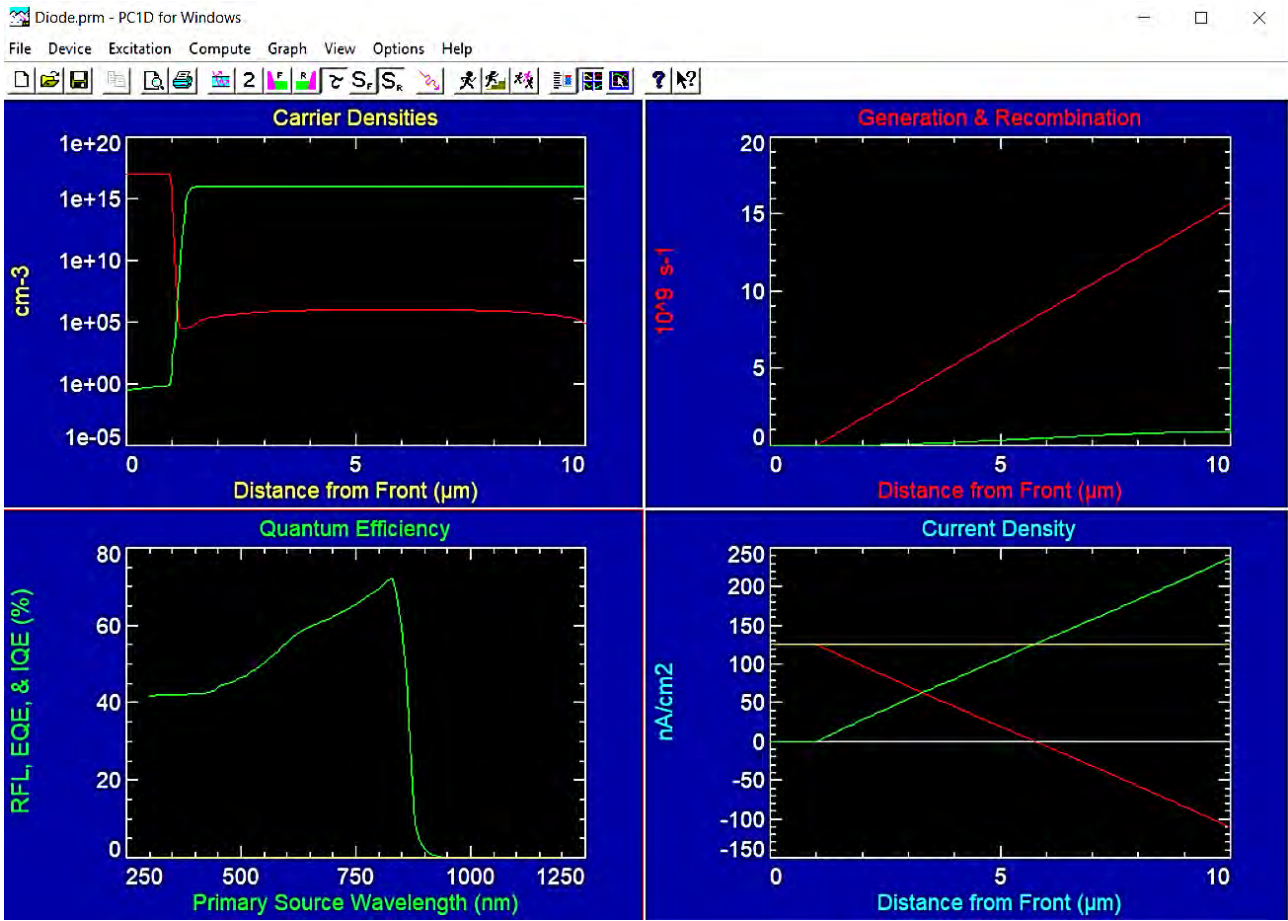 Diode.prm - PC1D for Windows
File Device Excitation Compute Graph View Options Help
2 F R τ SF SR ? ?
Carrier Densities
1e+20
1e+15
1e+10
1e+05
1e+00
1e-05
cm-3
0 5 10
Distance from Front (µm)
Generation & Recombination
20
15
10
5
0
10^9 s-1
0 5 10
Distance from Front (µm)
Quantum Efficiency
80
60
40
20
0
RFL, EQE, & IQE (%)
250 500 750 1000 1250
Primary Source Wavelength (nm)
Current Density
250
200
150
100
50
0
-50
-100
-150
nA/cm2
0 5 10
Distance from Front (µm)